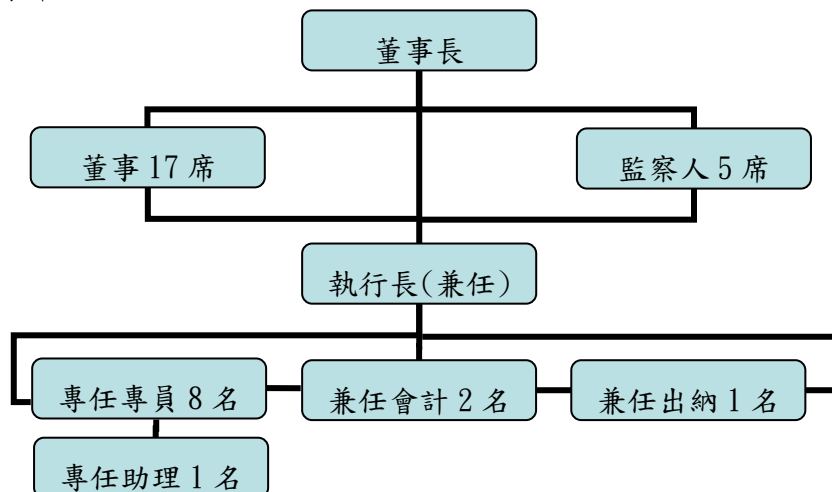 董事長
董事 17 席
監察人 5 席
執行長(兼任)
專任專員 8 名
兼任會計 2 名
兼任出納 1 名
專任助理 1 名